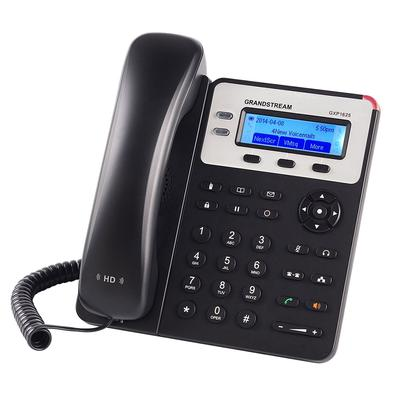 GRANDSTREAM
GXP1625
2014-04-08 5:50pm
4New Voicemails
NextScr VMsg More
HD
1
2 ABC
3 DEF
4 GHI
5 JKL
6 MNO
7 PQRS
8 TUV
9 WXYZ
*
0 OPER
#